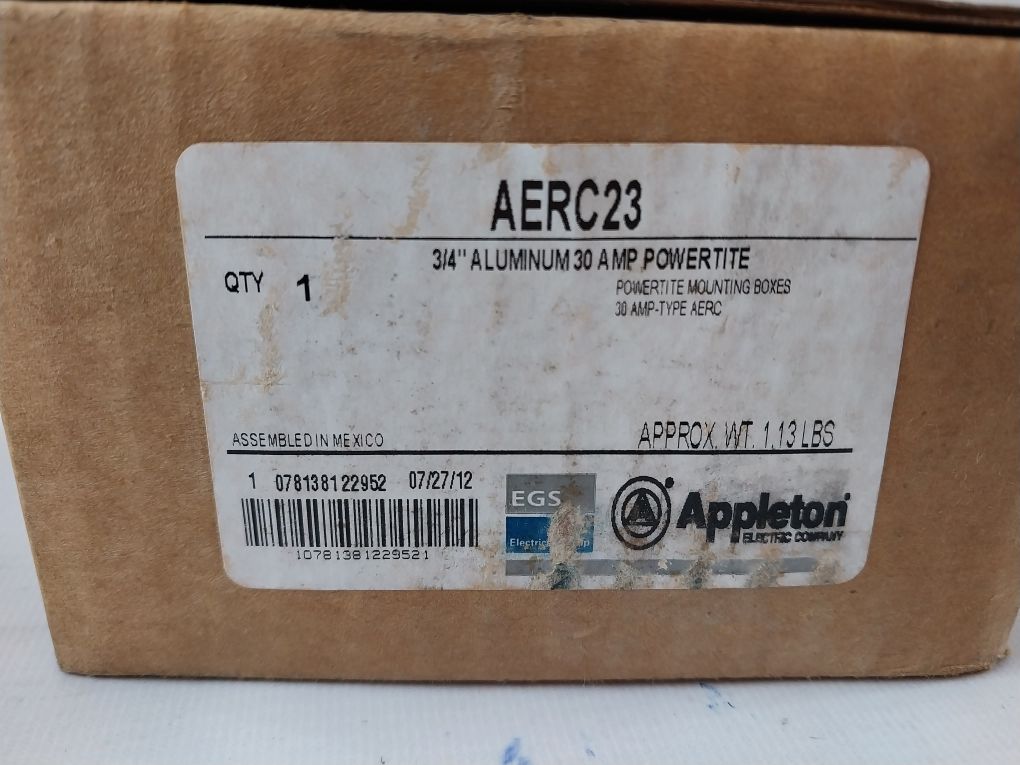 AERC23
3/4" ALUMINUM 30 AMP POWERTITE
QTY 1
POWERTITE MOUNTING BOXES
30 AMP-TYPE AERC
ASSEMBLED IN MEXICO
APPROX. WT. 1.13 LBS
1 078138122952 07/27/12
10781381229521
EGS
Appleton
ELECTRIC COMPANY